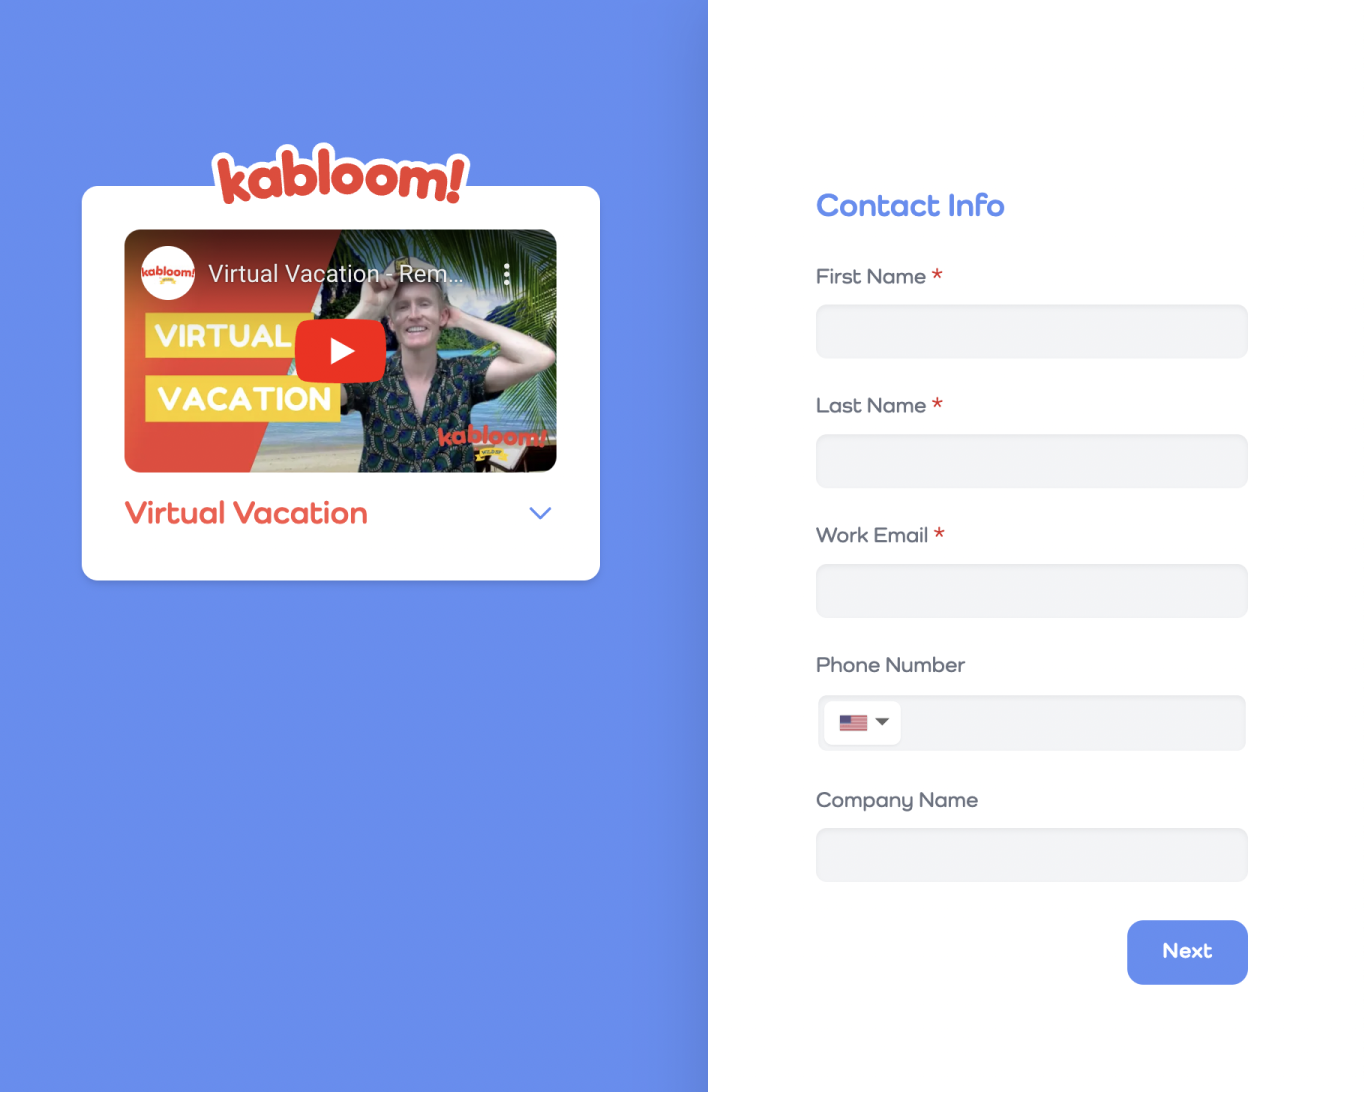 kabloom!
kabloom!
Virtual Vacation - Rem...
VIRTUAL
VACATION
kabloom!
Virtual Vacation
Contact Info
First Name *
Last Name *
Work Email *
Phone Number
Company Name
Next